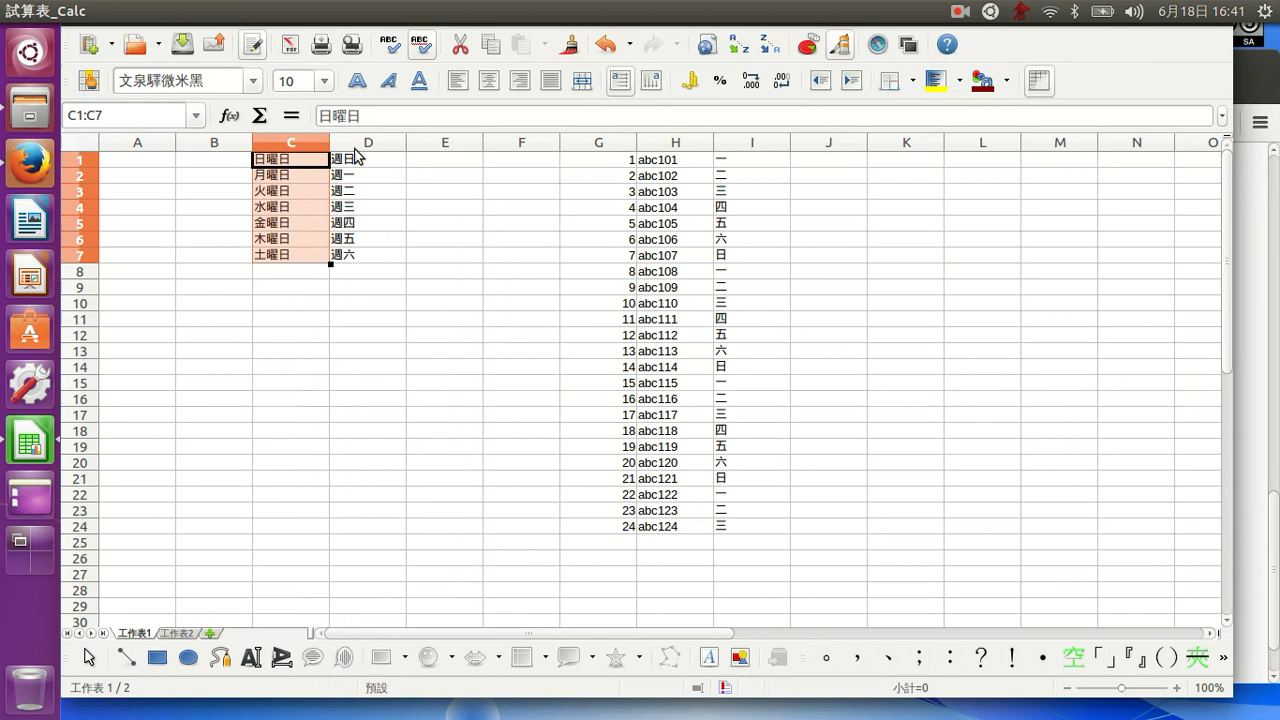 試算表_Calc
6月18日 16:41
SA
文泉驛微米黑 10
C1:C7 日曜日
A B C D E F G H I J K L M N O
1 日曜日 週日 1 abc101 一
2 月曜日 週一 2 abc102 二
3 火曜日 週二 3 abc103 三
4 水曜日 週三 4 abc104 四
5 金曜日 週四 5 abc105 五
6 木曜日 週五 6 abc106 六
7 土曜日 週六 7 abc107 日
8 8 abc108 一
9 9 abc109 二
10 10 abc110 三
11 11 abc111 四
12 12 abc112 五
13 13 abc113 六
14 14 abc114 日
15 15 abc115 一
16 16 abc116 二
17 17 abc117 三
18 18 abc118 四
19 19 abc119 五
20 20 abc120 六
21 21 abc121 日
22 22 abc122 一
23 23 abc123 二
24 24 abc124 三
25
26
27
28
29
30
工作表1 工作表2
空 「」 『』 ( ) 夾 »
工作表 1 / 2 預設 小計=0 100%